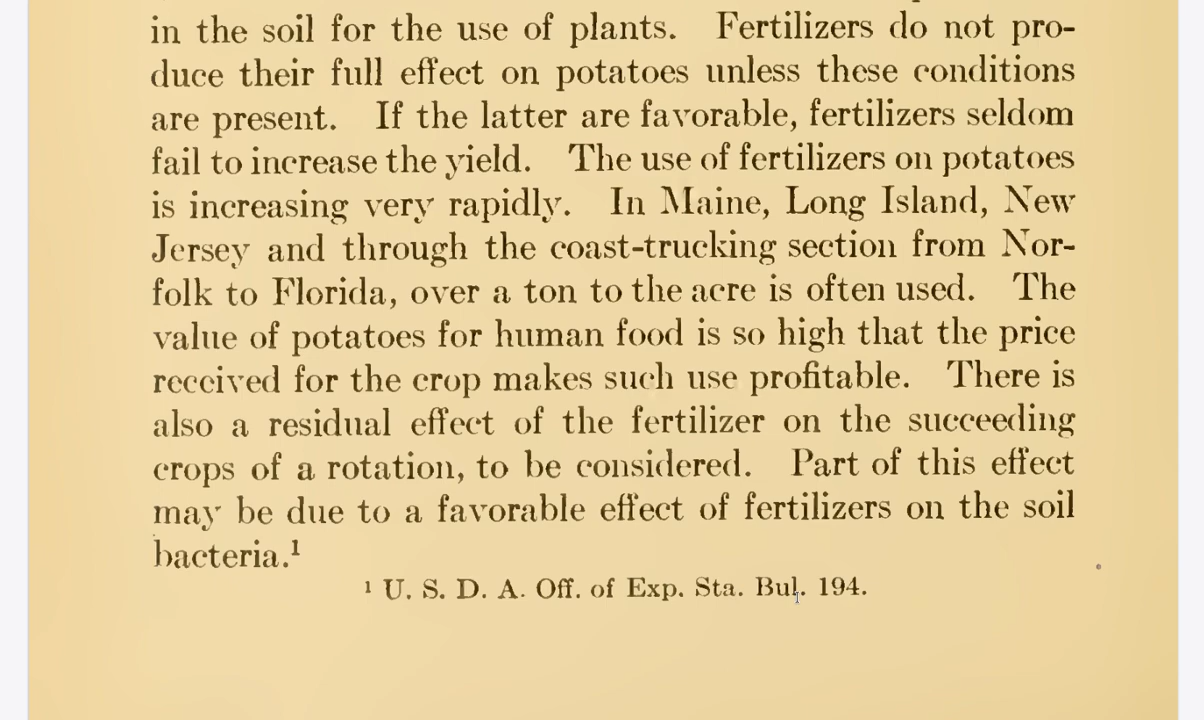 in the soil for the use of plants. Fertilizers do not pro-
duce their full effect on potatoes unless these conditions
are present. If the latter are favorable, fertilizers seldom
fail to increase the yield. The use of fertilizers on potatoes
is increasing very rapidly. In Maine, Long Island, New
Jersey and through the coast-trucking section from Nor-
folk to Florida, over a ton to the acre is often used. The
value of potatoes for human food is so high that the price
received for the crop makes such use profitable. There is
also a residual effect of the fertilizer on the succeeding
crops of a rotation, to be considered. Part of this effect
may be due to a favorable effect of fertilizers on the soil
bacteria.¹
¹ U. S. D. A. Off. of Exp. Sta. Bul. 194.